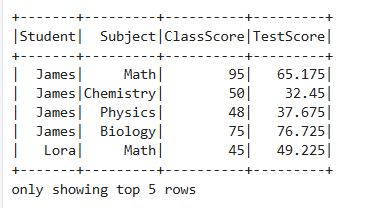 +-------+---------+----------+---------+
|Student|  Subject|ClassScore|TestScore|
+-------+---------+----------+---------+
|  James|     Math|        95|   65.175|
|  James|Chemistry|        50|    32.45|
|  James|  Physics|        48|   37.675|
|  James|  Biology|        75|   76.725|
|   Lora|     Math|        45|   49.225|
+-------+---------+----------+---------+
only showing top 5 rows